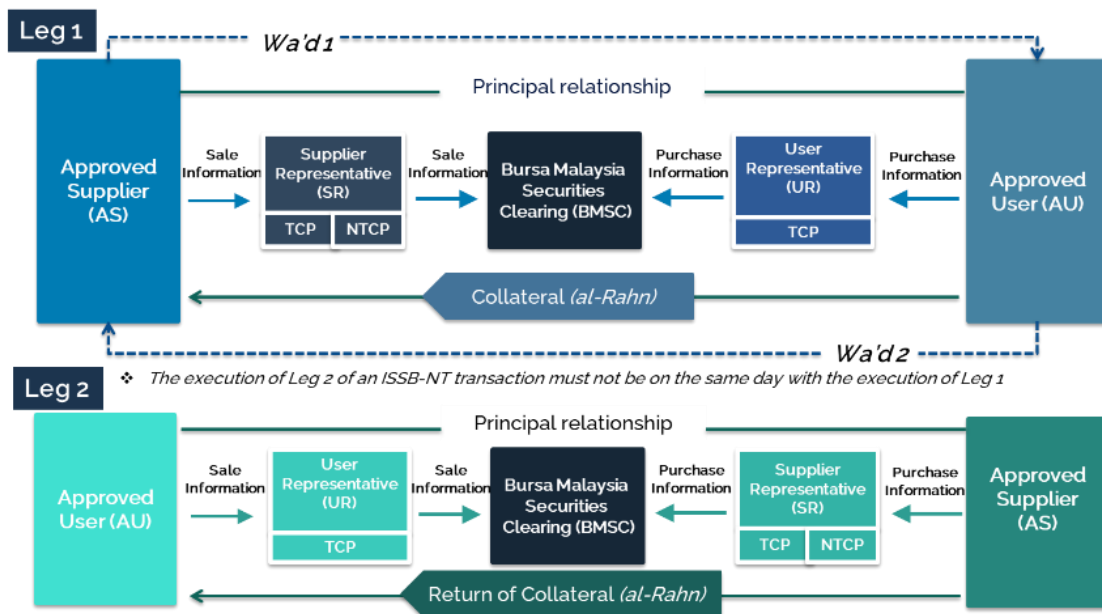 Leg 1
Wa'd 1
Principal relationship
Approved
Supplier
(AS)
Sale
Information
Supplier
Representative
(SR)
TCP
NTCP
Sale
Information
Bursa Malaysia
Securities
Clearing (BMSC)
Purchase
Information
User
Representative
(UR)
TCP
Purchase
Information
Approved
User (AU)
Collateral (al-Rahn)
Wa'd 2
❖ The execution of Leg 2 of an ISSB-NT transaction must not be on the same day with the execution of Leg 1
Leg 2
Principal relationship
Approved
User (AU)
Sale
Information
User
Representative
(UR)
TCP
Sale
Information
Bursa Malaysia
Securities
Clearing (BMSC)
Purchase
Information
Supplier
Representative
(SR)
TCP
NTCP
Purchase
Information
Approved
Supplier
(AS)
Return of Collateral (al-Rahn)